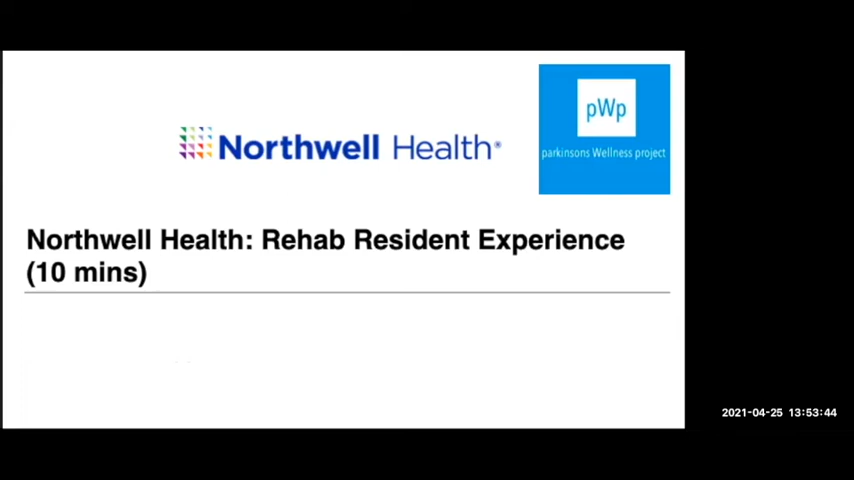 Northwell Health®
pWp
parkinsons Wellness project
Northwell Health: Rehab Resident Experience
(10 mins)
2021-04-25 13:53:44